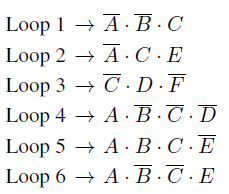 Loop 1 → A̅ · B̅ · C
Loop 2 → A̅ · C · E
Loop 3 → C̅ · D · F̅
Loop 4 → A · B̅ · C̅ · D̅
Loop 5 → A · B · C · E̅
Loop 6 → A · B̅ · C̅ · E